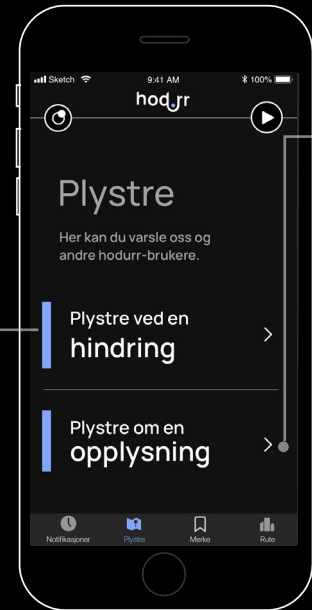 Sketch 9:41 AM 100%
hodurr
Plystre
Her kan du varsle oss og
andre hodurr-brukere.
Plystre ved en
hindring
Plystre om en
opplysning
Notifikasjoner Plystre Merke Rute